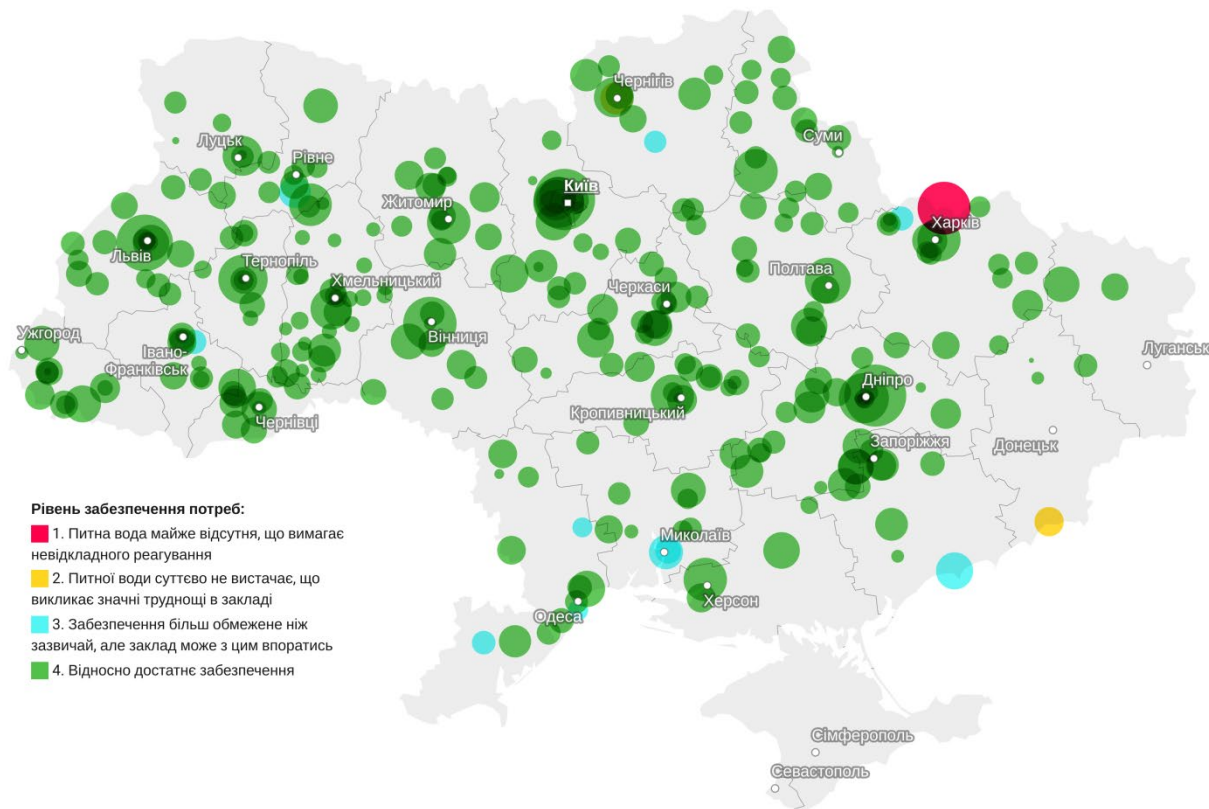 Чернігів
Суми
Луцьк
Рівне
Київ
Житомир
Харків
Львів
Тернопіль
Хмельницький
Полтава
Черкаси
Ужгород
Івано-
Франківськ
Вінниця
Луганськ
Дніпро
Чернівці
Кропивницький
Запоріжжя
Донецьк
Миколаїв
Херсон
Одеса
Рівень забезпечення потреб:
1. Питна вода майже відсутня, що вимагає
невідкладного реагування
2. Питної води суттєво не вистачає, що
викликає значні труднощі в закладі
3. Забезпечення більш обмежене ніж
зазвичай, але заклад може з цим впоратись
4. Відносно достатнє забезпечення
Сімферополь
Севастополь